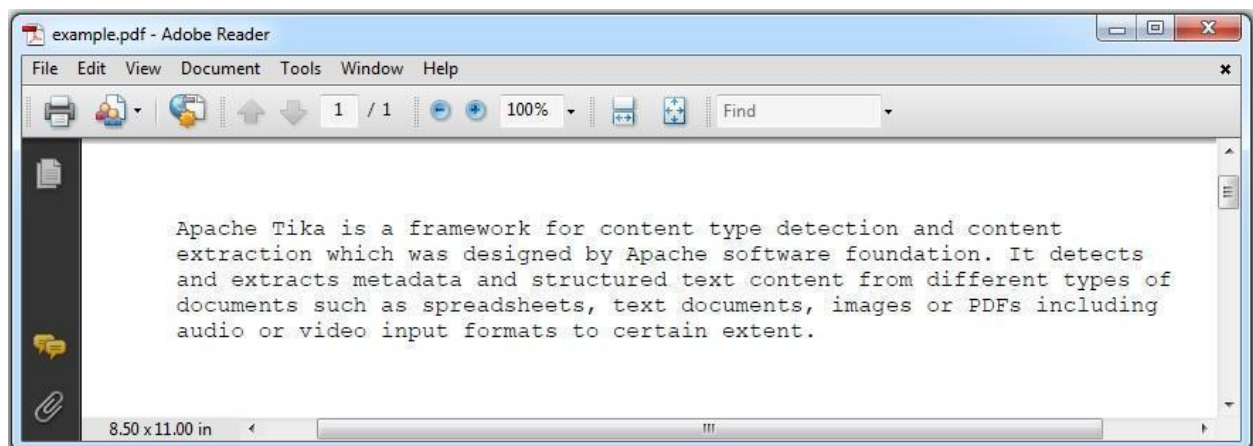 example.pdf - Adobe Reader
File Edit View Document Tools Window Help
1 / 1 100% Find
Apache Tika is a framework for content type detection and content
extraction which was designed by Apache software foundation. It detects
and extracts metadata and structured text content from different types of
documents such as spreadsheets, text documents, images or PDFs including
audio or video input formats to certain extent.
8.50 x 11.00 in